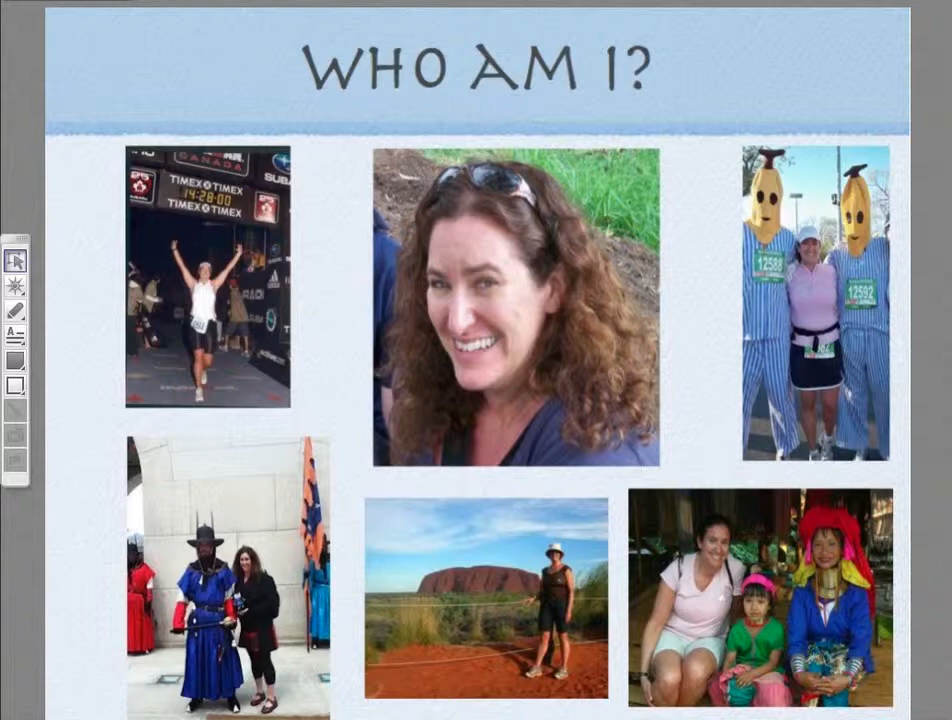 WHO AM I?
CANADA
TIMEX TIMEX
14:28:00
TIMEX TIMEX
12588
12592